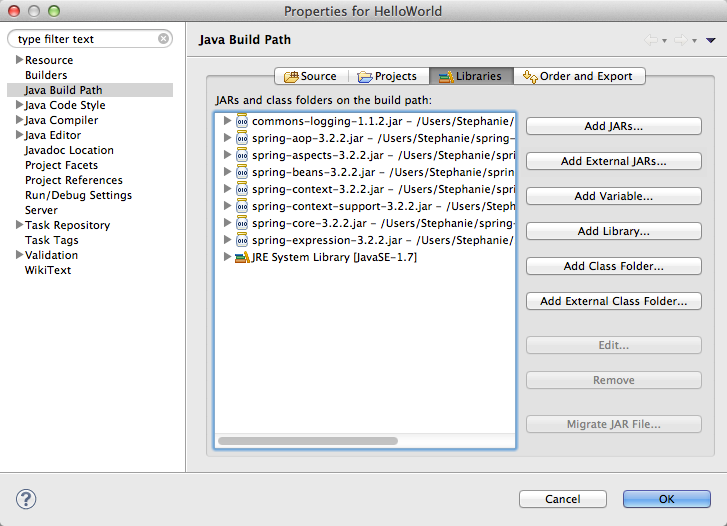 Properties for HelloWorld
type filter text
Resource
Builders
Java Build Path
Java Code Style
Java Compiler
Java Editor
Javadoc Location
Project Facets
Project References
Run/Debug Settings
Server
Task Repository
Task Tags
Validation
WikiText
Java Build Path
Source
Projects
Libraries
Order and Export
JARs and class folders on the build path:
commons-logging-1.1.2.jar – /Users/Stephanie/
spring-aop-3.2.2.jar – /Users/Stephanie/spring-
spring-aspects-3.2.2.jar – /Users/Stephanie/spri
spring-beans-3.2.2.jar – /Users/Stephanie/sprin
spring-context-3.2.2.jar – /Users/Stephanie/spri
spring-context-support-3.2.2.jar – /Users/Steph
spring-core-3.2.2.jar – /Users/Stephanie/spring-
spring-expression-3.2.2.jar – /Users/Stephanie/
JRE System Library [JavaSE-1.7]
Add JARs...
Add External JARs...
Add Variable...
Add Library...
Add Class Folder...
Add External Class Folder...
Edit...
Remove
Migrate JAR File...
?
Cancel
OK